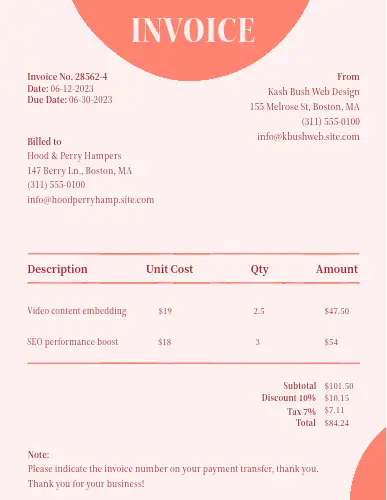 INVOICE
Invoice No. 28562-4
Date: 06-12-2023
Due Date: 06-30-2023
From
Kash Bush Web Design
155 Melrose St, Boston, MA
(311) 555-0100
info@kbushweb.site.com
Billed to
Hood & Perry Hampers
147 Berry Ln., Boston, MA
(311) 555-0100
info@hoodperryhamp.site.com
Description Unit Cost Qty Amount
Video content embedding $19 2.5 $47.50
SEO performance boost $18 3 $54
Subtotal $101.50
Discount 10% $10.15
Tax 7% $7.11
Total $84.24
Note:
Please indicate the invoice number on your payment transfer, thank you.
Thank you for your business!